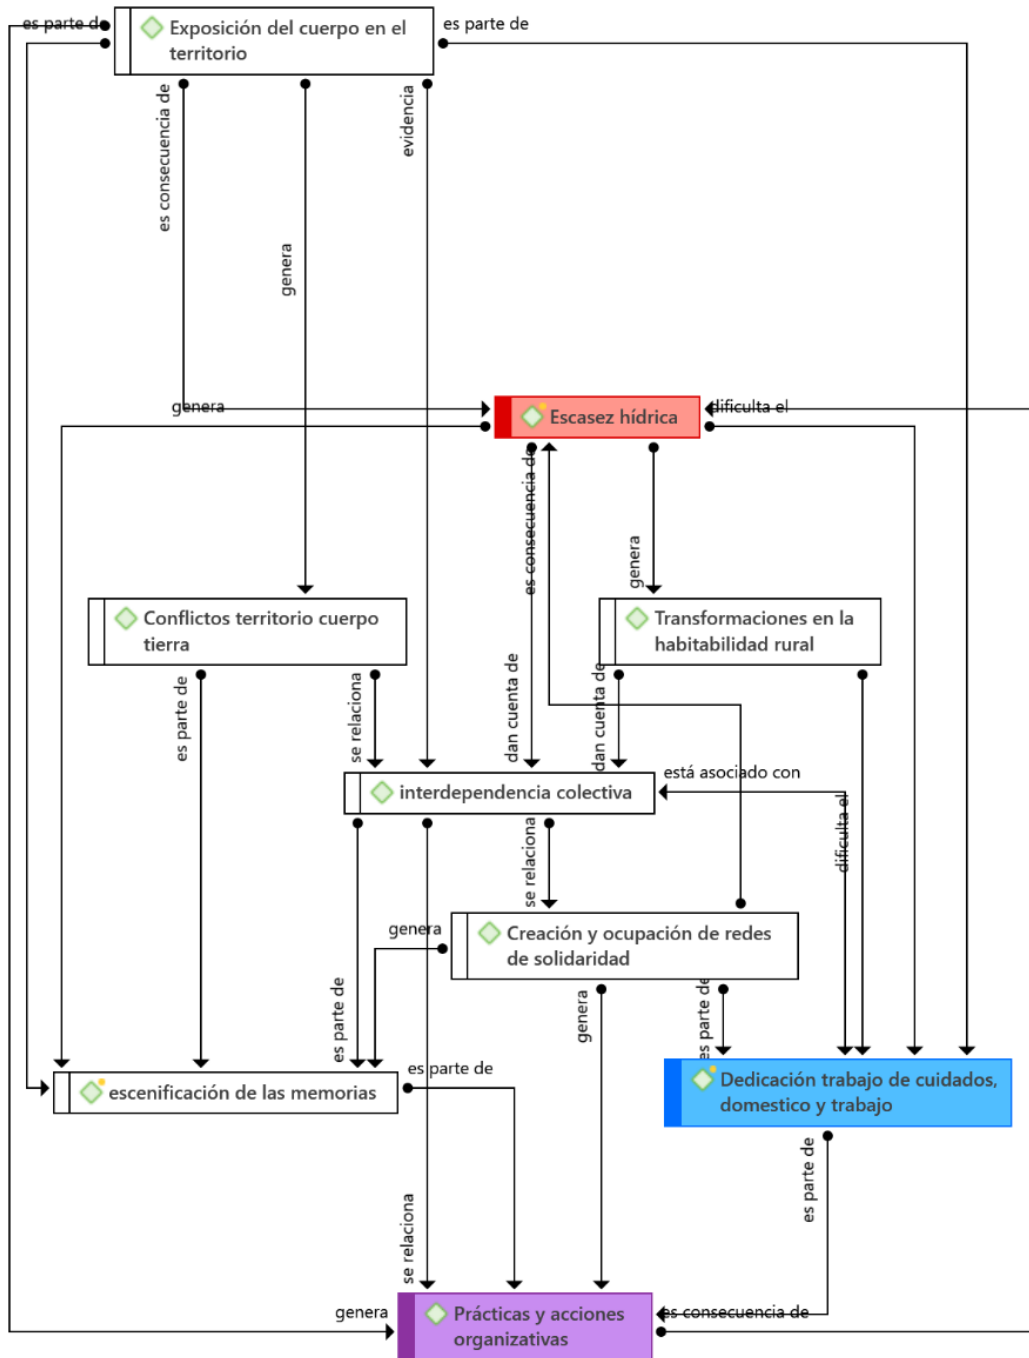 es parte de
Exposición del cuerpo en el
territorio
es parte de
es consecuencia de
genera
evidencia
genera
Escasez hídrica
dificulta el
es consecuencia de
genera
Conflictos territorio cuerpo
tierra
Transformaciones en la
habitabilidad rural
es parte de
se relaciona
dan cuenta de
dan cuenta de
interdependencia colectiva
está asociado con
dificulta el
se relaciona
genera
Creación y ocupación de redes
de solidaridad
es parte de
genera
es parte de
escenificación de las memorias
es parte de
Dedicación trabajo de cuidados,
domestico y trabajo
es parte de
se relaciona
genera
Prácticas y acciones
organizativas
es consecuencia de